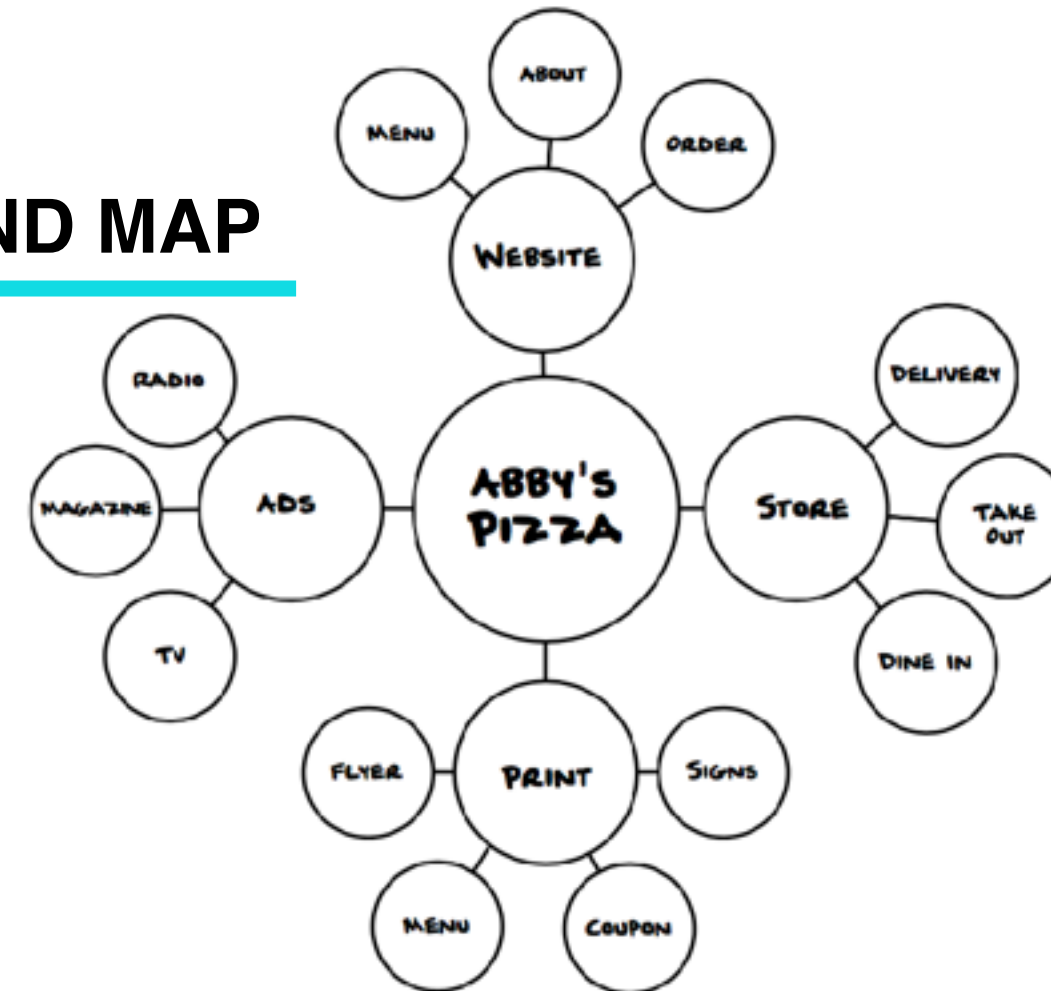 ND MAP
ABOUT
MENU
ORDER
WEBSITE
RADIO
DELIVERY
MAGAZINE
ADS
ABBY'S
PIZZA
STORE
TAKE
OUT
TV
DINE IN
FLYER
PRINT
SIGNS
MENU
COUPON